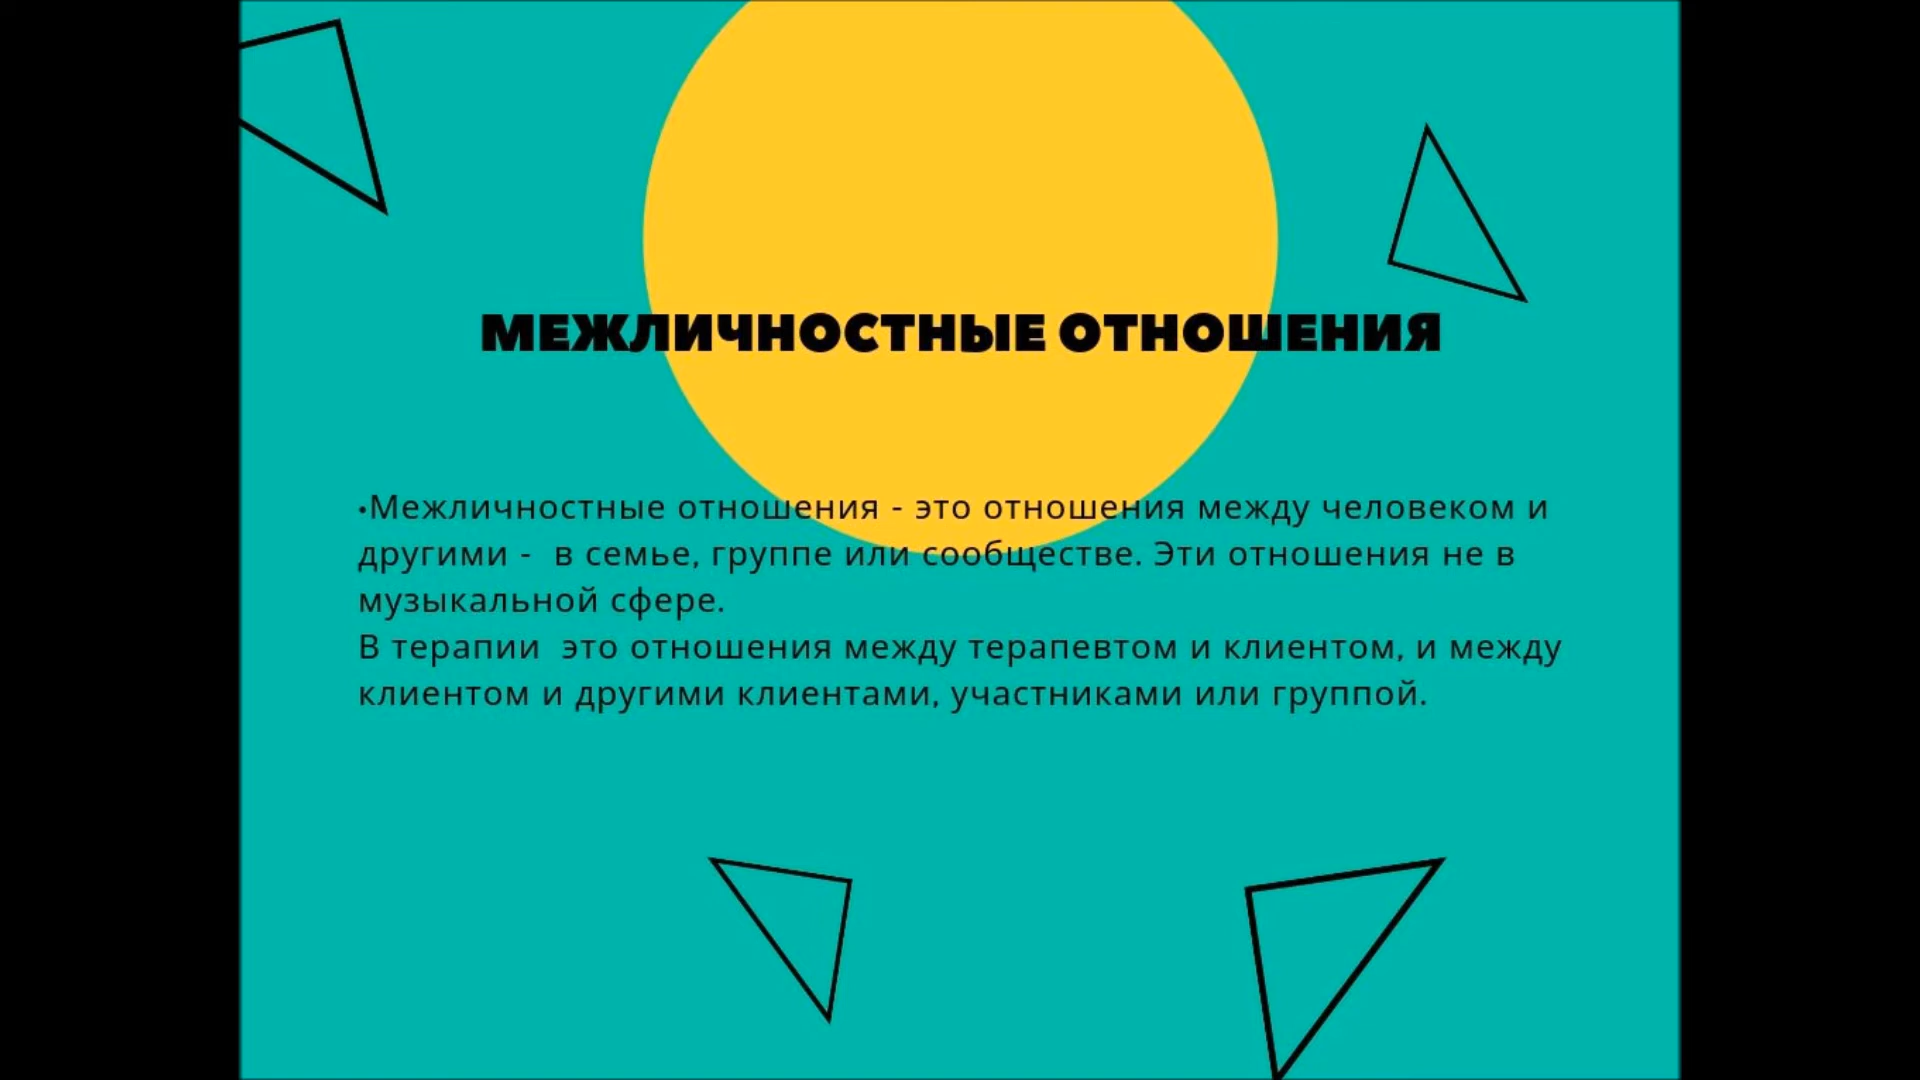 МЕЖЛИЧНОСТНЫЕ ОТНОШЕНИЯ
•Межличностные отношения - это отношения между человеком и
другими -  в семье, группе или сообществе. Эти отношения не в
музыкальной сфере.
В терапии  это отношения между терапевтом и клиентом, и между
клиентом и другими клиентами, участниками или группой.